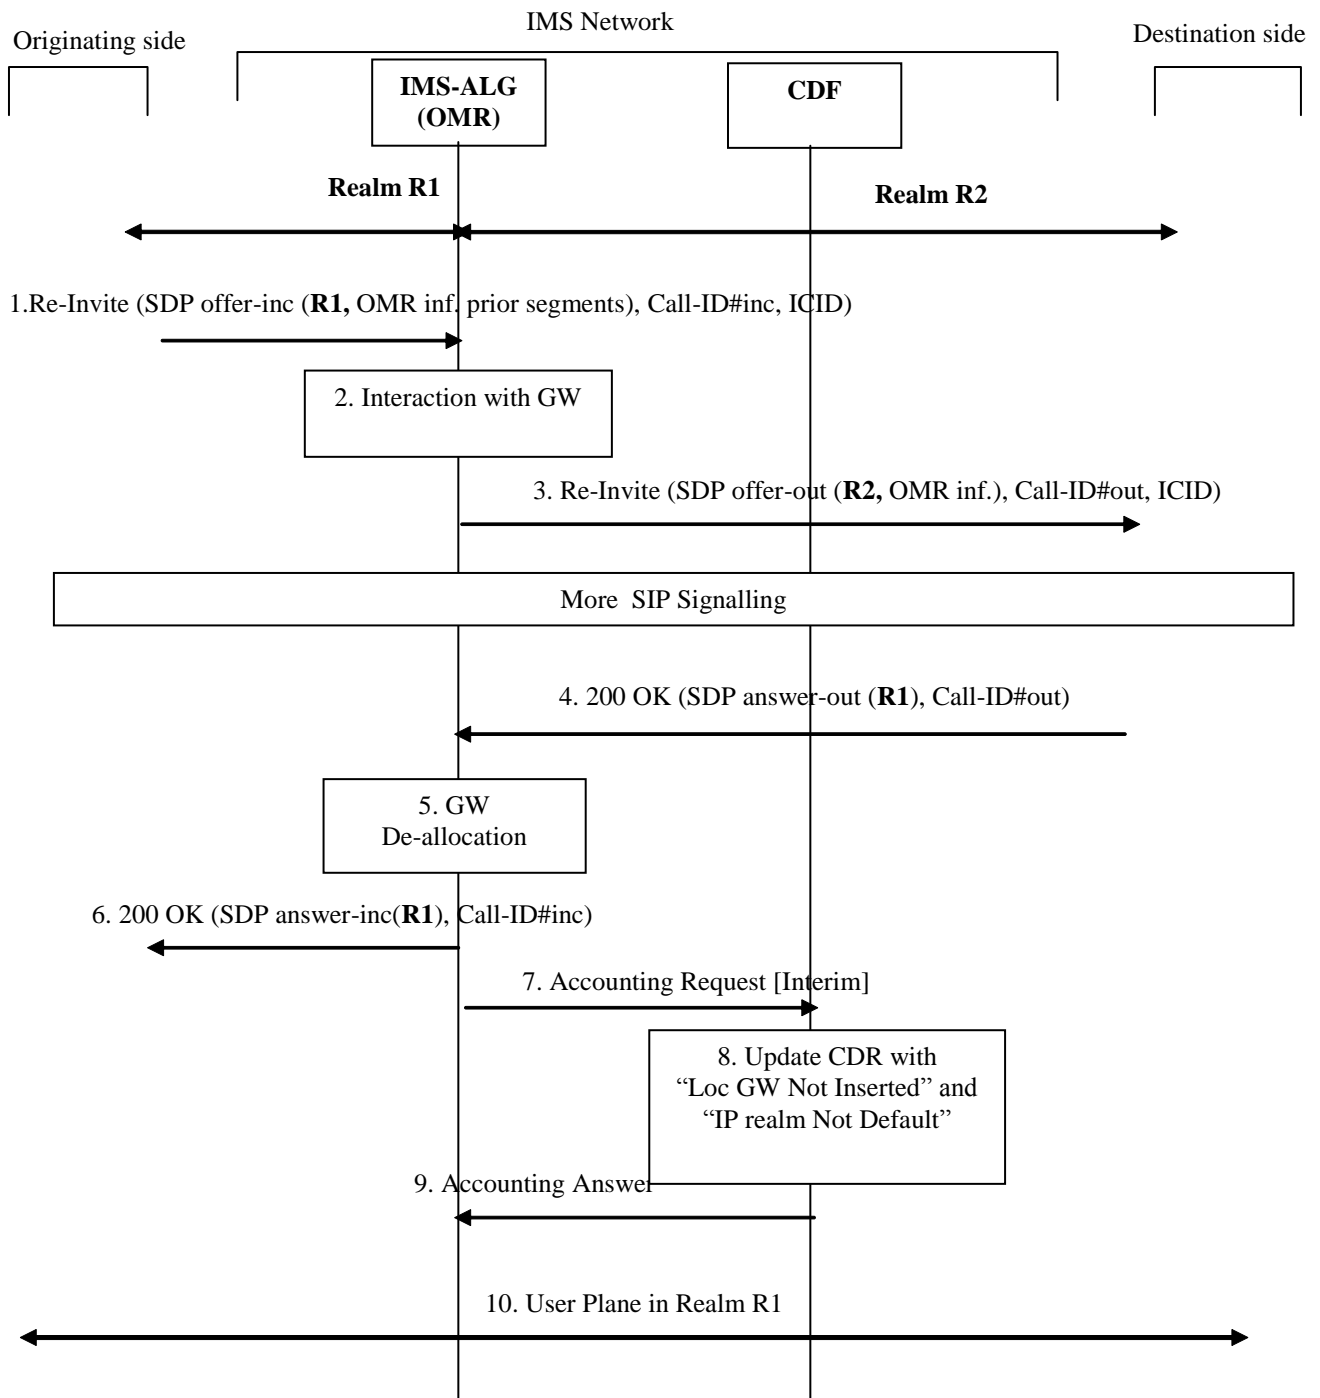 IMS Network
Originating side
Destination side
IMS-ALG
(OMR)
CDF
Realm R1
Realm R2
1.Re-Invite (SDP offer-inc (R1, OMR inf. prior segments), Call-ID#inc, ICID)
2. Interaction with GW
3. Re-Invite (SDP offer-out (R2, OMR inf.), Call-ID#out, ICID)
More SIP Signalling
4. 200 OK (SDP answer-out (R1), Call-ID#out)
5. GW
De-allocation
6. 200 OK (SDP answer-inc(R1), Call-ID#inc)
7. Accounting Request [Interim]
8. Update CDR with
“Loc GW Not Inserted” and
“IP realm Not Default”
9. Accounting Answer
10. User Plane in Realm R1